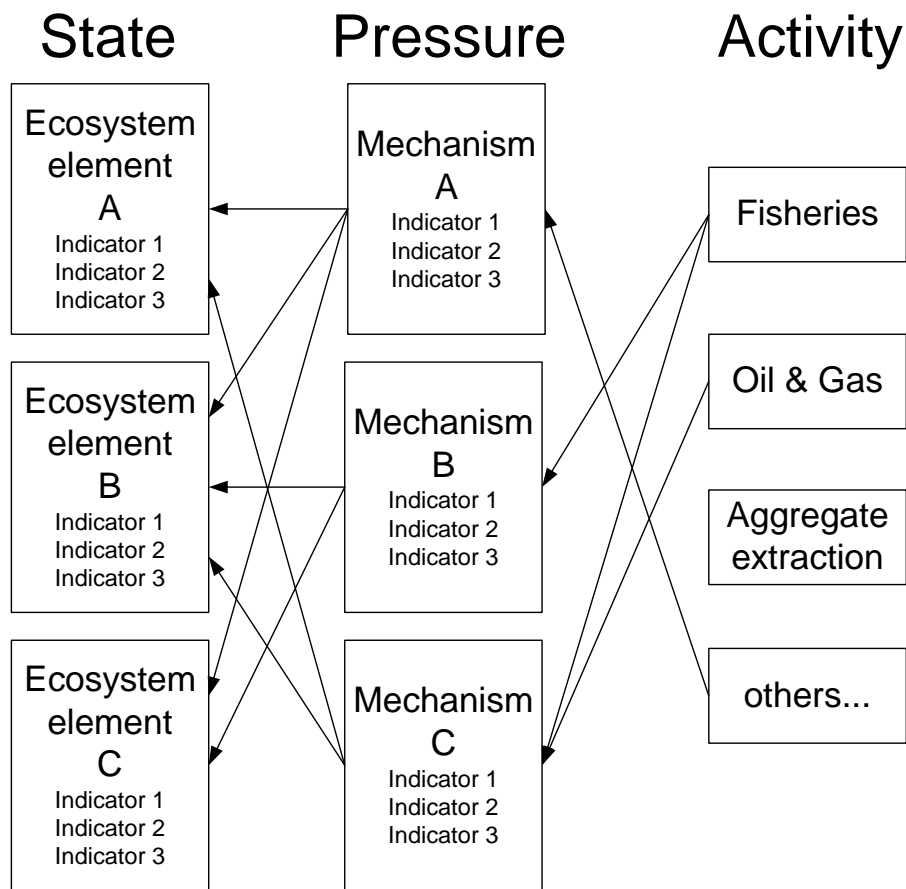 State
Pressure
Activity
Ecosystem
element
A
Indicator 1
Indicator 2
Indicator 3
Ecosystem
element
B
Indicator 1
Indicator 2
Indicator 3
Ecosystem
element
C
Indicator 1
Indicator 2
Indicator 3
Mechanism
A
Indicator 1
Indicator 2
Indicator 3
Mechanism
B
Indicator 1
Indicator 2
Indicator 3
Mechanism
C
Indicator 1
Indicator 2
Indicator 3
Fisheries
Oil & Gas
Aggregate
extraction
others...